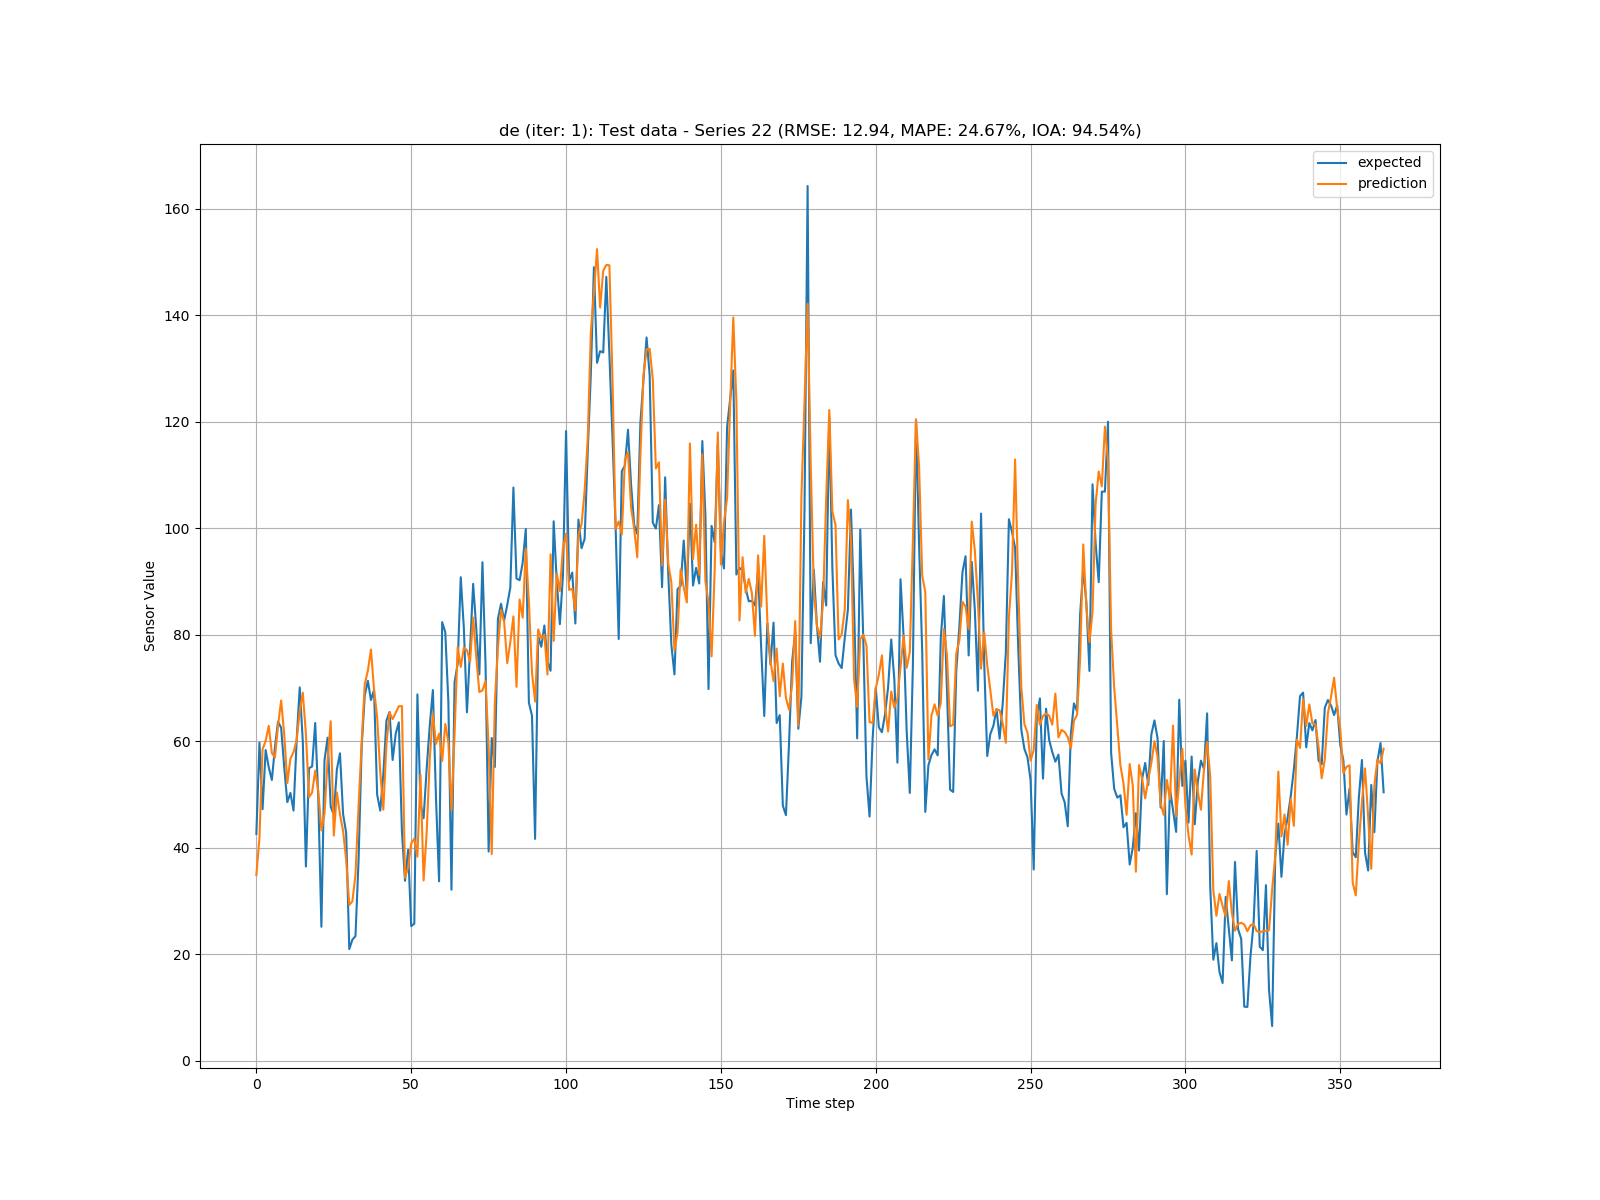 de (iter: 1): Test data - Series 22 (RMSE: 12.94, MAPE: 24.67%, IOA: 94.54%)
expected
prediction
160
140
120
100
80
60
40
20
0
Sensor Value
0 50 100 150 200 250 300 350
Time step